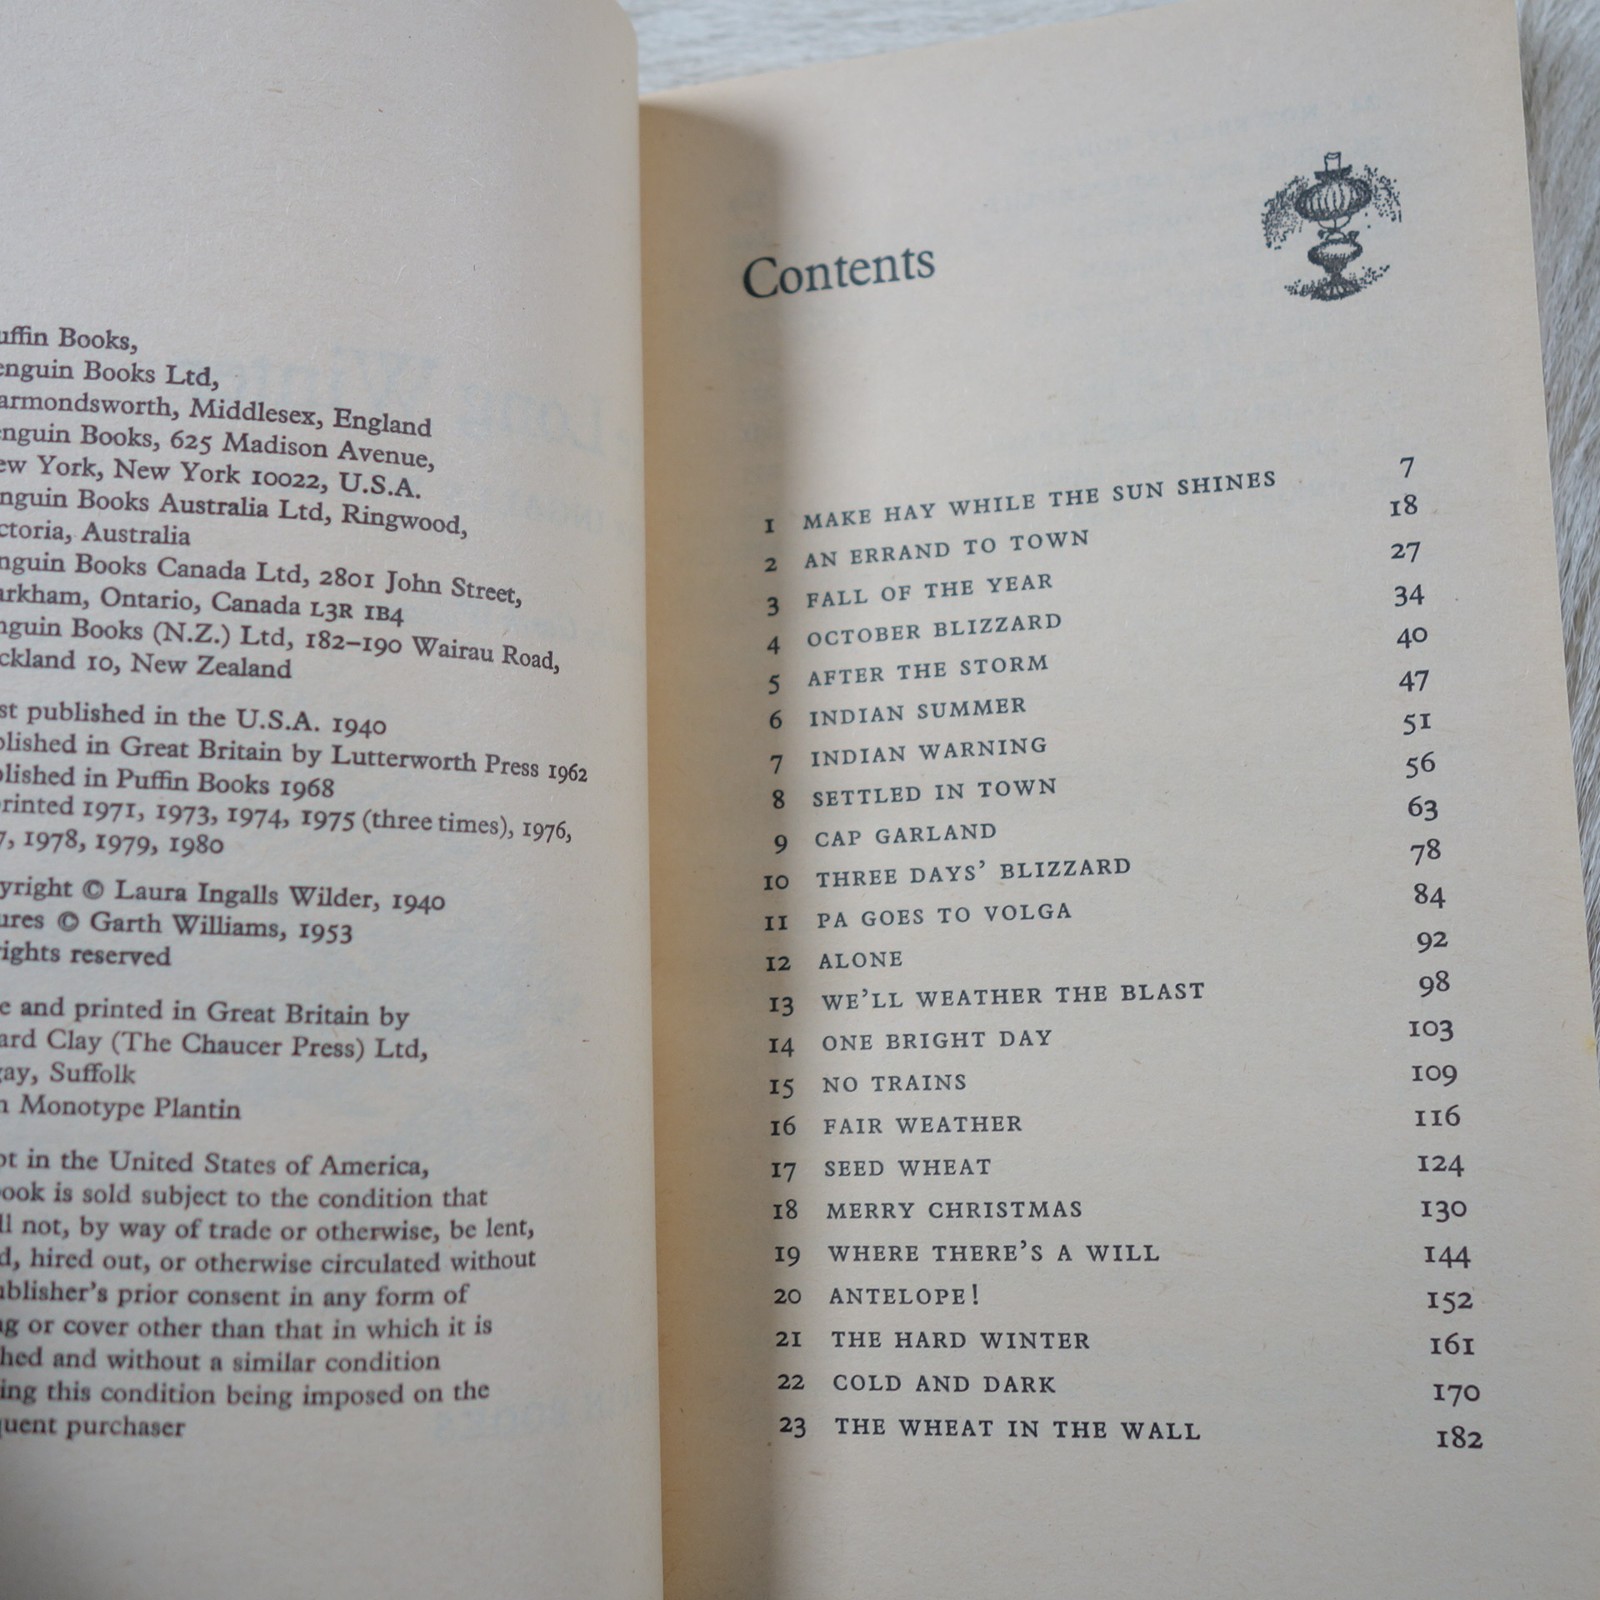 uffin Books,
enguin Books Ltd,
armondsworth, Middlesex, England
nguin Books, 625 Madison Avenue,
ew York, New York 10022, U.S.A.
nguin Books Australia Ltd, Ringwood,
ctoria, Australia
nguin Books Canada Ltd, 2801 John Street,
arkham, Ontario, Canada L3R 1B4
nguin Books (N.Z.) Ltd, 182–190 Wairau Road,
ckland 10, New Zealand
st published in the U.S.A. 1940
blished in Great Britain by Lutterworth Press 1962
blished in Puffin Books 1968
printed 1971, 1973, 1974, 1975 (three times), 1976,
7, 1978, 1979, 1980
yright © Laura Ingalls Wilder, 1940
ures © Garth Williams, 1953
rights reserved
e and printed in Great Britain by
ard Clay (The Chaucer Press) Ltd,
gay, Suffolk
n Monotype Plantin
pt in the United States of America,
ook is sold subject to the condition that
ll not, by way of trade or otherwise, be lent,
d, hired out, or otherwise circulated without
ublisher's prior consent in any form of
ng or cover other than that in which it is
hed and without a similar condition
ing this condition being imposed on the
quent purchaser
Contents
1 MAKE HAY WHILE THE SUN SHINES 7
2 AN ERRAND TO TOWN 18
3 FALL OF THE YEAR 27
4 OCTOBER BLIZZARD 34
5 AFTER THE STORM 40
6 INDIAN SUMMER 47
7 INDIAN WARNING 51
8 SETTLED IN TOWN 56
9 CAP GARLAND 63
10 THREE DAYS' BLIZZARD 78
11 PA GOES TO VOLGA 84
12 ALONE 92
13 WE'LL WEATHER THE BLAST 98
14 ONE BRIGHT DAY 103
15 NO TRAINS 109
16 FAIR WEATHER 116
17 SEED WHEAT 124
18 MERRY CHRISTMAS 130
19 WHERE THERE'S A WILL 144
20 ANTELOPE! 152
21 THE HARD WINTER 161
22 COLD AND DARK 170
23 THE WHEAT IN THE WALL 182